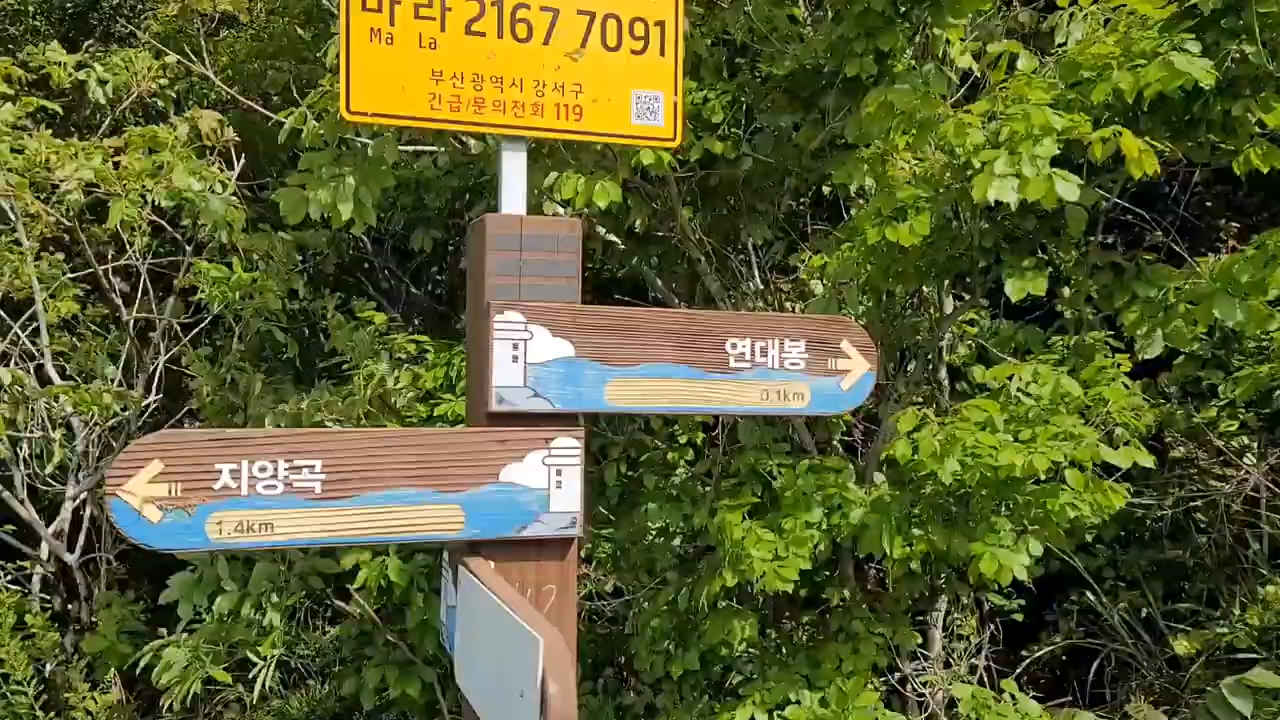 마 라 2167 7091
Ma La
부산광역시 강서구
긴급/문의전화 119
연대봉
0.1km
지양곡
1.4km